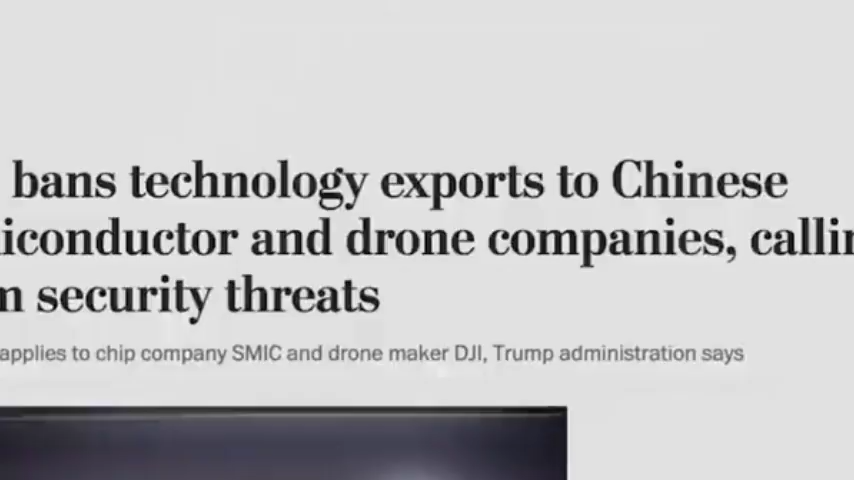 bans technology exports to Chinese
iconductor and drone companies, callin
m security threats
applies to chip company SMIC and drone maker DJI, Trump administration says